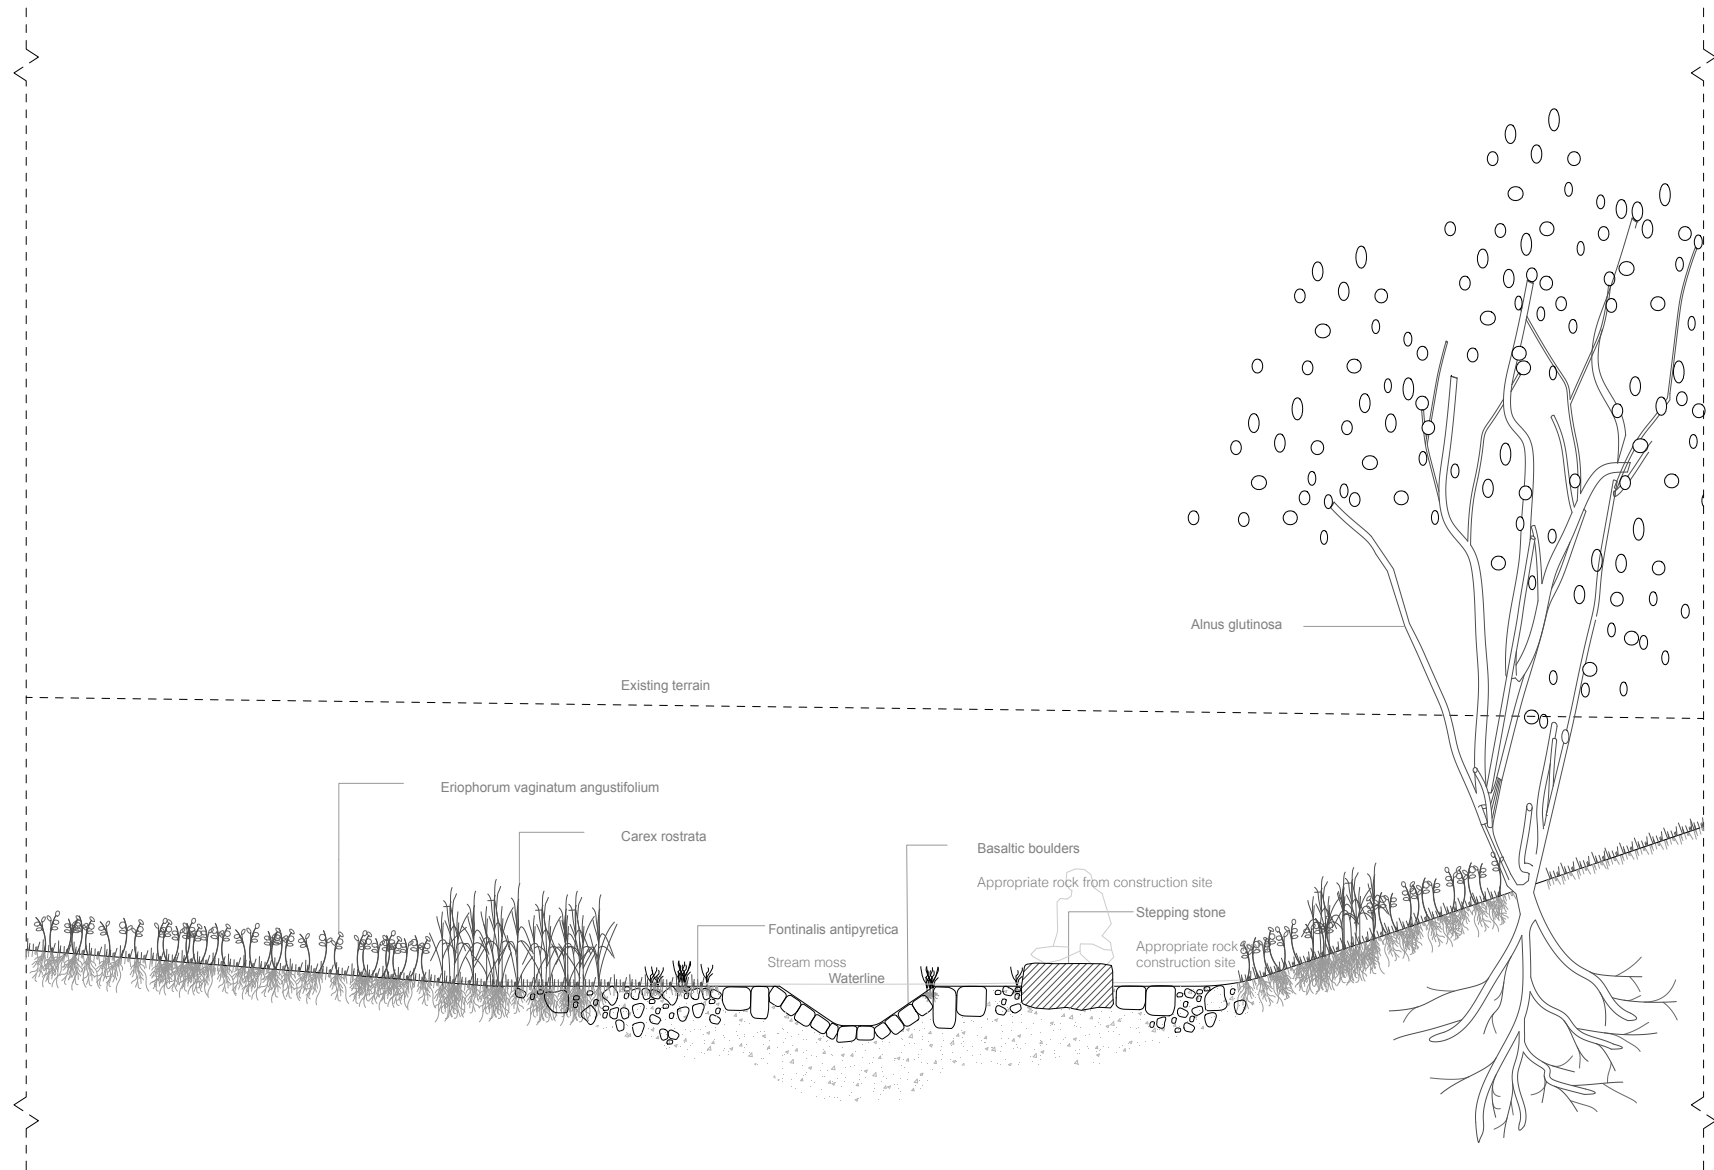 Alnus glutinosa
Existing terrain
Eriophorum vaginatum angustifolium
Carex rostrata
Basaltic boulders
Appropriate rock from construction site
Stepping stone
Fontinalis antipyretica
Appropriate rock
construction site
Stream moss
Waterline